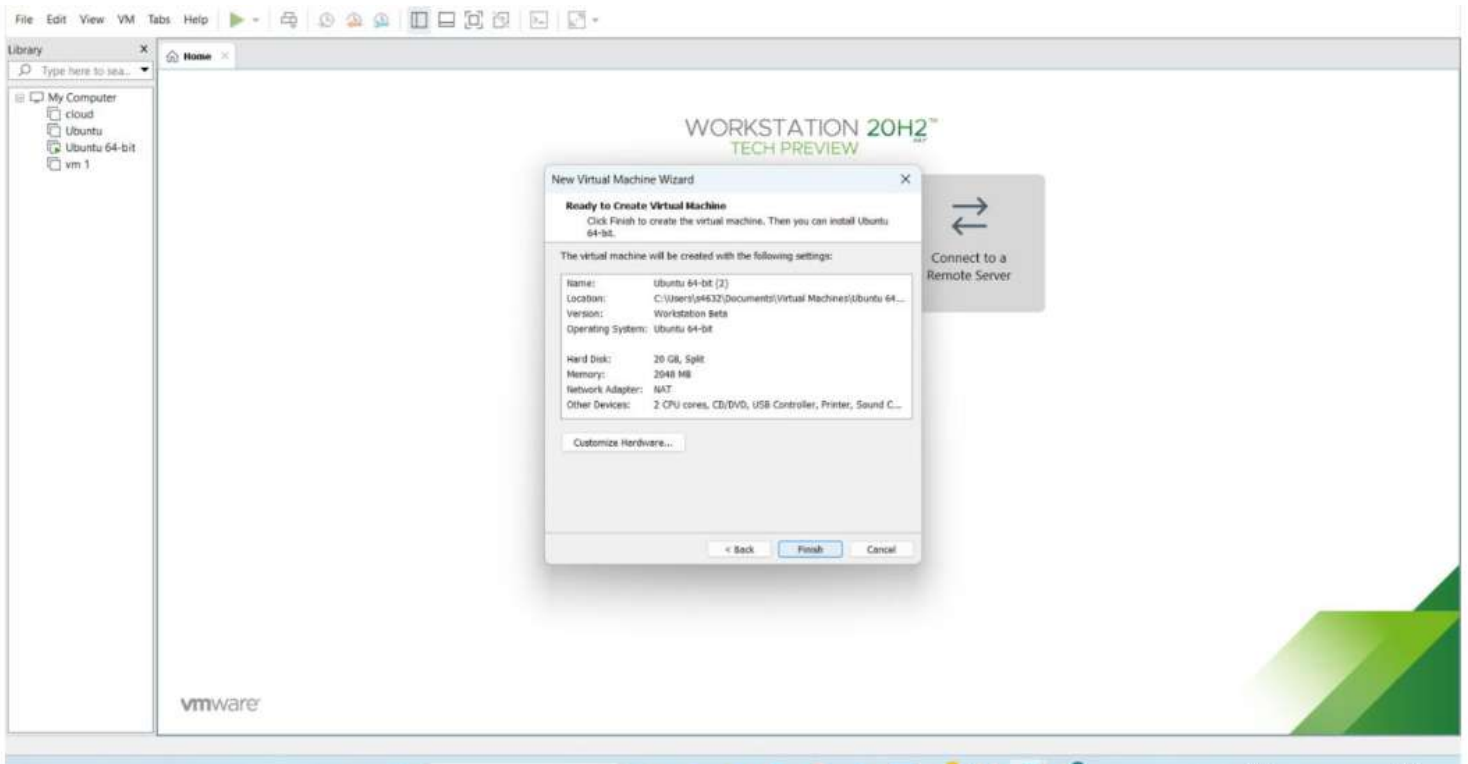 File Edit View VM Tabs Help
Library
Type here to sea...
My Computer
cloud
Ubuntu
Ubuntu 64-bit
vm 1
Home
WORKSTATION 20H2™
TECH PREVIEW
New Virtual Machine Wizard
Ready to Create Virtual Machine
Click Finish to create the virtual machine. Then you can install Ubuntu
64-bit.
The virtual machine will be created with the following settings:
Name: Ubuntu 64-bit (2)
Location: C:\Users\s4632\Documents\Virtual Machines\Ubuntu 64...
Version: Workstation Beta
Operating System: Ubuntu 64-bit
Hard Disk: 20 GB, Split
Memory: 2048 MB
Network Adapter: NAT
Other Devices: 2 CPU cores, CD/DVD, USB Controller, Printer, Sound C...
Customize Hardware...
< Back Finish Cancel
Connect to a
Remote Server
vmware